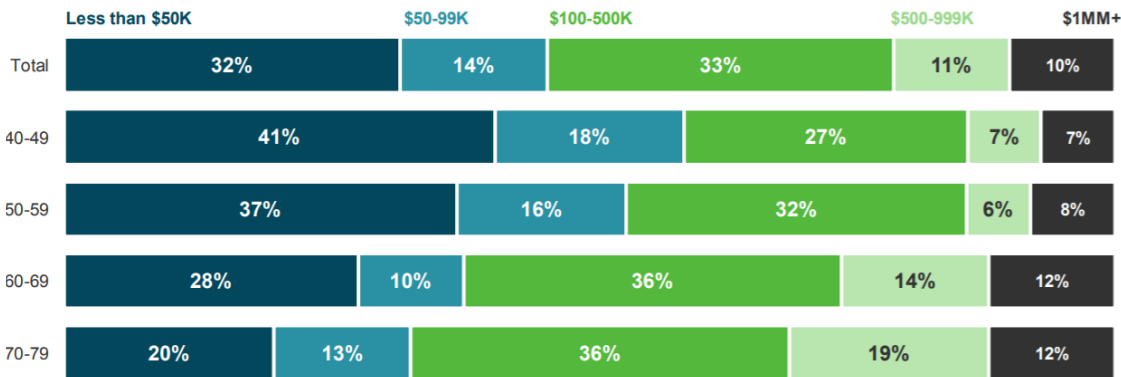 Less than $50K $50-99K $100-500K $500-999K $1MM+
Total 32% 14% 33% 11% 10%
40-49 41% 18% 27% 7% 7%
50-59 37% 16% 32% 6% 8%
60-69 28% 10% 36% 14% 12%
70-79 20% 13% 36% 19% 12%